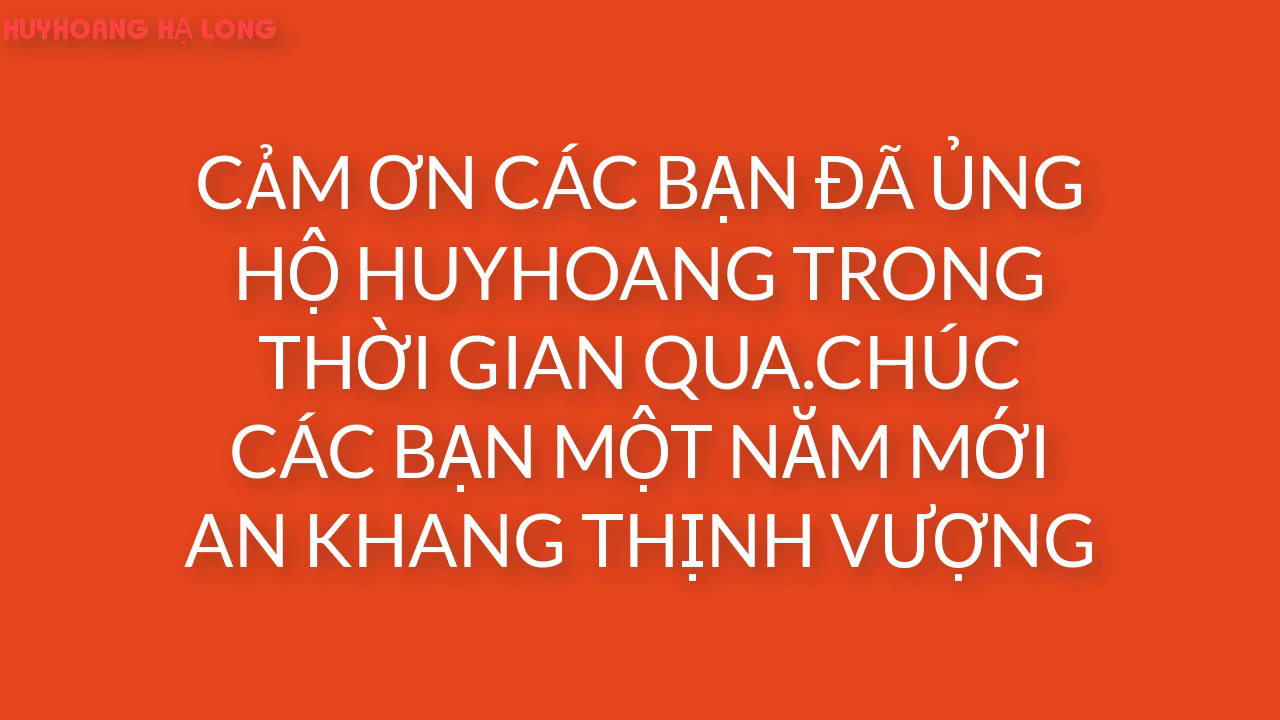 HUYHOANG HẠ LONG
CẢM ƠN CÁC BẠN ĐÃ ỦNG
HỘ HUYHOANG TRONG
THỜI GIAN QUA.CHÚC
CÁC BẠN MỘT NĂM MỚI
AN KHANG THỊNH VƯỢNG